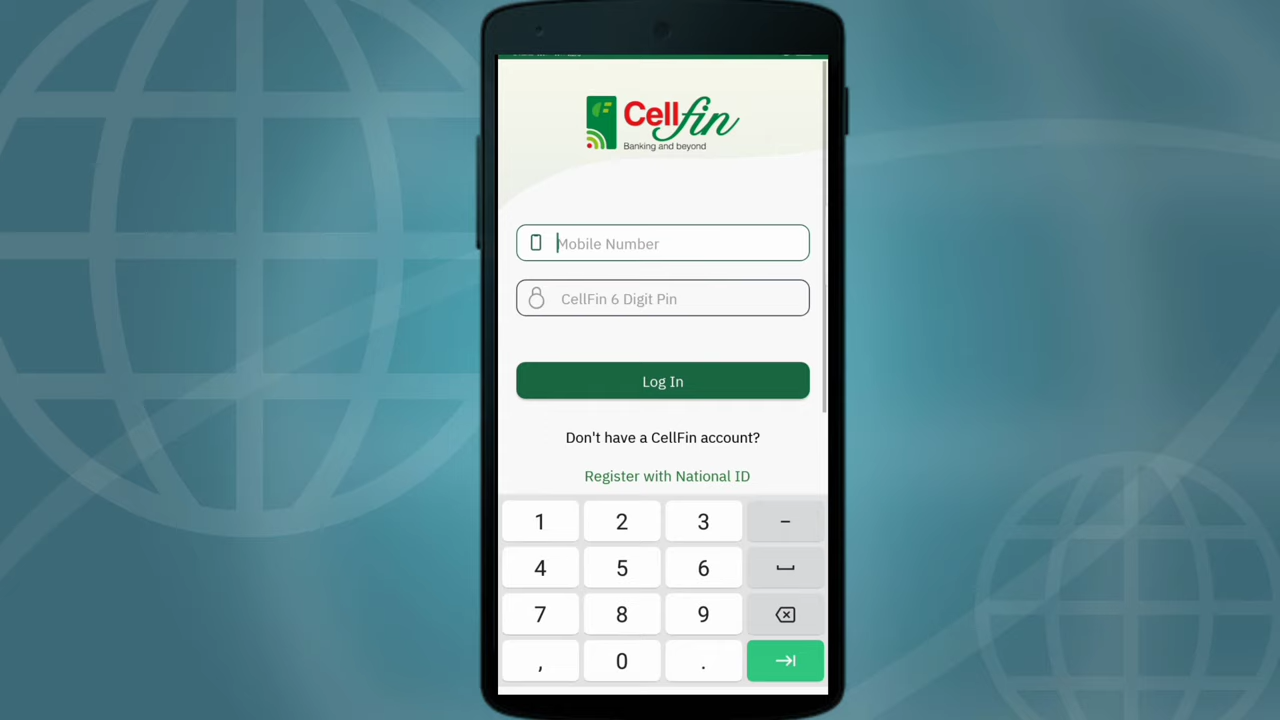 Cellfin
Banking and beyond
Mobile Number
CellFin 6 Digit Pin
Log In
Don't have a CellFin account?
Register with National ID
1 2 3 –
4 5 6
7 8 9
, 0 .